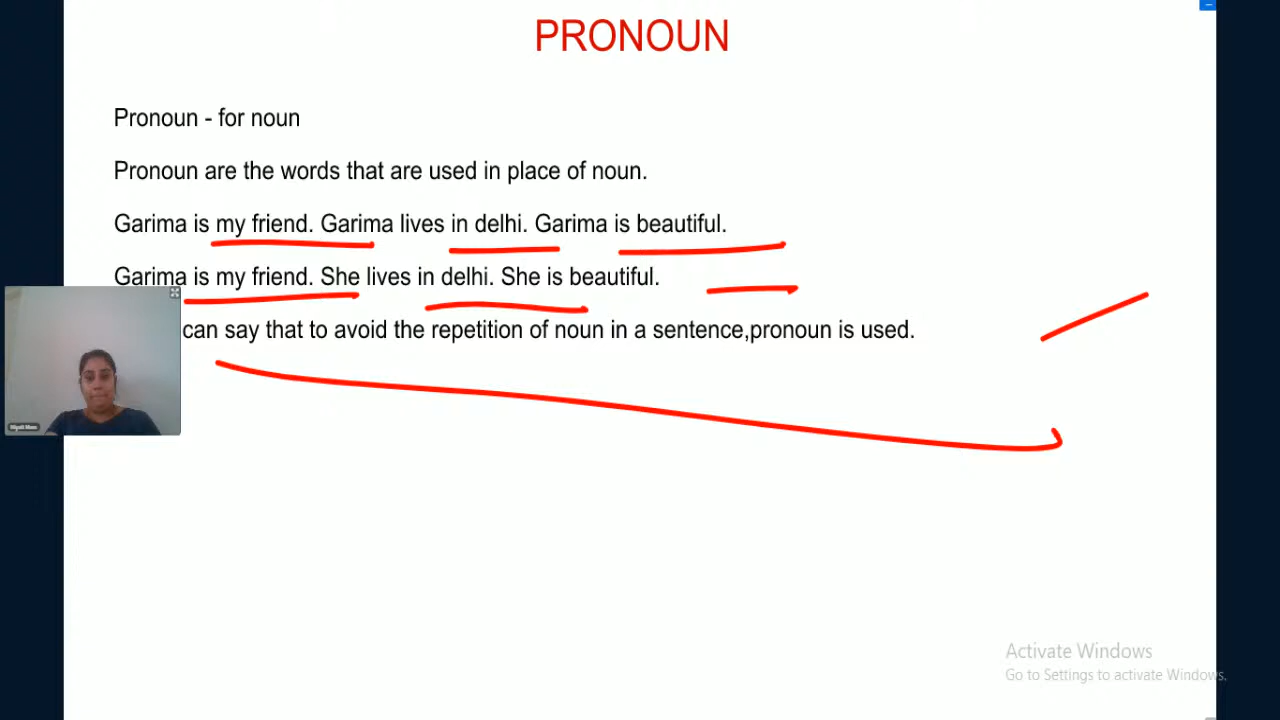 PRONOUN
Pronoun - for noun
Pronoun are the words that are used in place of noun.
Garima is my friend. Garima lives in delhi. Garima is beautiful.
Garima is my friend. She lives in delhi. She is beautiful.
can say that to avoid the repetition of noun in a sentence,pronoun is used.
Activate Windows
Go to Settings to activate Windows.